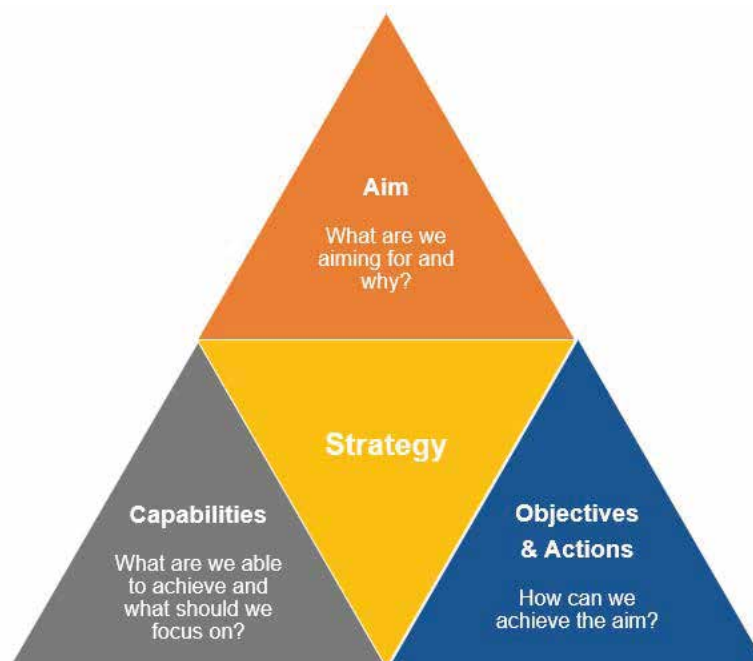 Aim
What are we
aiming for and
why?
Strategy
Capabilities
What are we able
to achieve and
what should we
focus on?
Objectives
& Actions
How can we
achieve the aim?